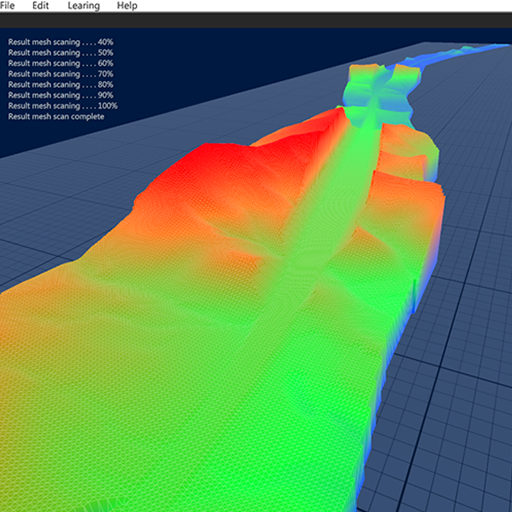 File Edit Learing Help
Result mesh scaning . . . . 40%
Result mesh scaning . . . . 50%
Result mesh scaning . . . . 60%
Result mesh scaning . . . . 70%
Result mesh scaning . . . . 80%
Result mesh scaning . . . . 90%
Result mesh scaning . . . . 100%
Result mesh scan complete